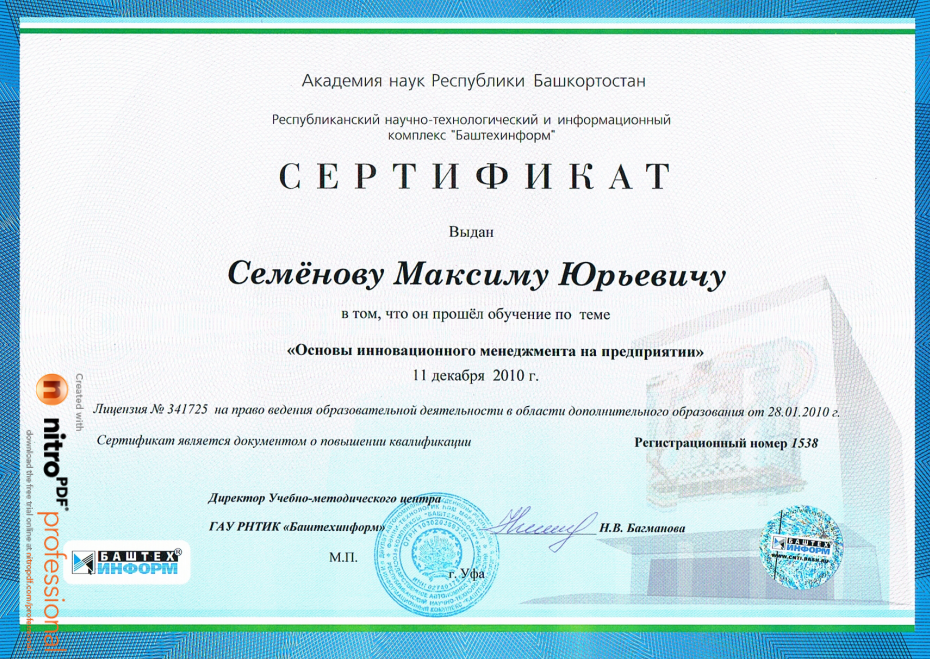 Академия наук Республики Башкортостан
Республиканский научно-технологический и информационный
комплекс "Баштехинформ"
СЕРТИФИКАТ
Выдан
Семёнову Максиму Юрьевичу
в том, что он прошёл обучение по теме
«Основы инновационного менеджмента на предприятии»
11 декабря 2010 г.
Лицензия № 341725 на право ведения образовательной деятельности в области дополнительного образования от 28.01.2010 г.
Сертификат является документом о повышении квалификации
Регистрационный номер 1538
Директор Учебно-методического центра
ГАУ РНТИК «Баштехинформ»
Н.В. Багманова
М.П.
г. Уфа
БАШТЕХ®
ИНФОРМ
БАШТЕХ
ИНФОРМ
Created with
nitroPDF® professional
download the free trial online at nitropdf.com/professional